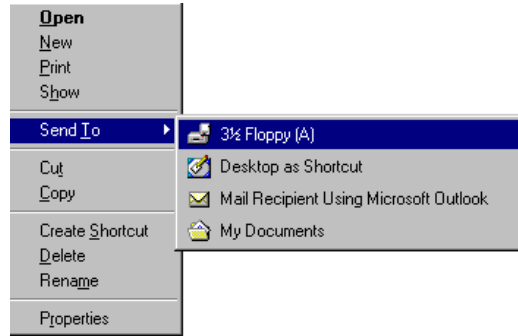 Open
New
Print
Show
Send To
3½ Floppy (A)
Desktop as Shortcut
Mail Recipient Using Microsoft Outlook
My Documents
Cut
Copy
Create Shortcut
Delete
Rename
Properties